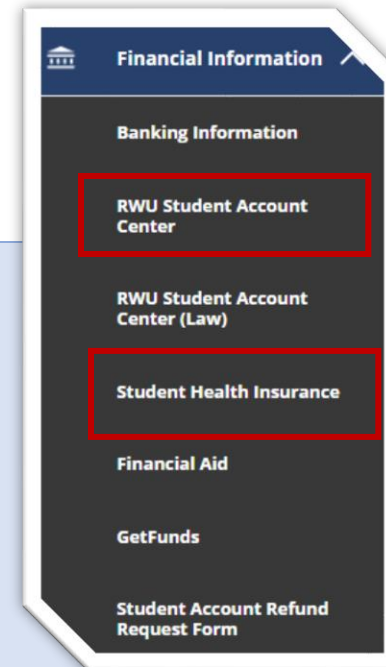 Financial Information
Banking Information
RWU Student Account
Center
RWU Student Account
Center (Law)
Student Health Insurance
Financial Aid
GetFunds
Student Account Refund
Request Form